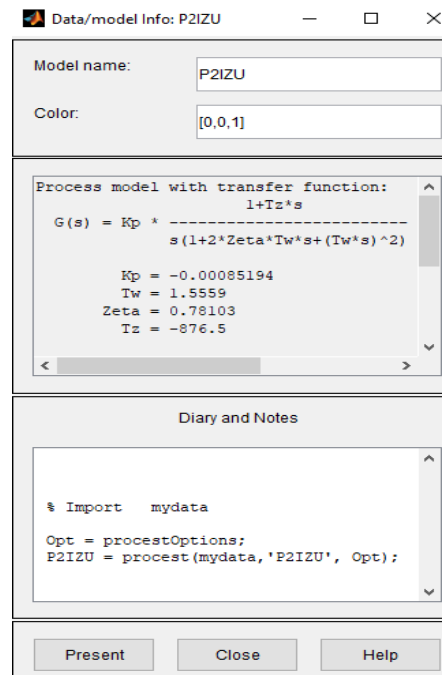 Data/model Info: P2IZU
Model name:
P2IZU
Color:
[0,0,1]
Process model with transfer function:
1+Tz*s
G(s) = Kp * --------------------------
s(1+2*Zeta*Tw*s+(Tw*s)^2)
Kp = -0.00085194
Tw = 1.5559
Zeta = 0.78103
Tz = -876.5
Diary and Notes
% Import   mydata
Opt = procestOptions;
P2IZU = procest(mydata,'P2IZU', Opt);
Present
Close
Help